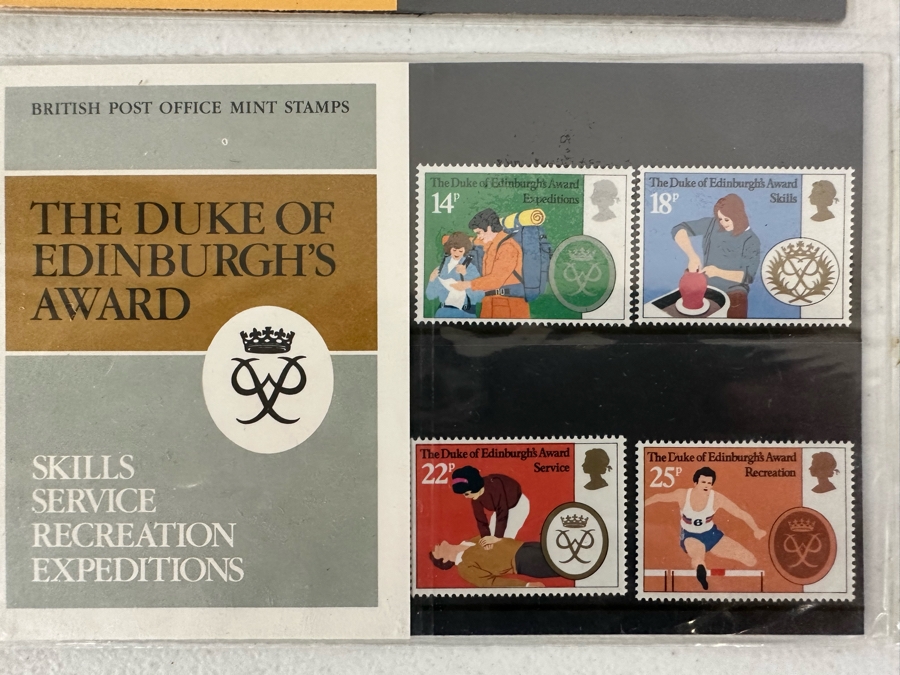 BRITISH POST OFFICE MINT STAMPS
THE DUKE OF
EDINBURGH'S
AWARD
SKILLS
SERVICE
RECREATION
EXPEDITIONS
The Duke of Edinburgh's Award
Expeditions
14P
The Duke of Edinburgh's Award
Skills
18P
The Duke of Edinburgh's Award
Service
22P
The Duke of Edinburgh's Award
Recreation
25P
6